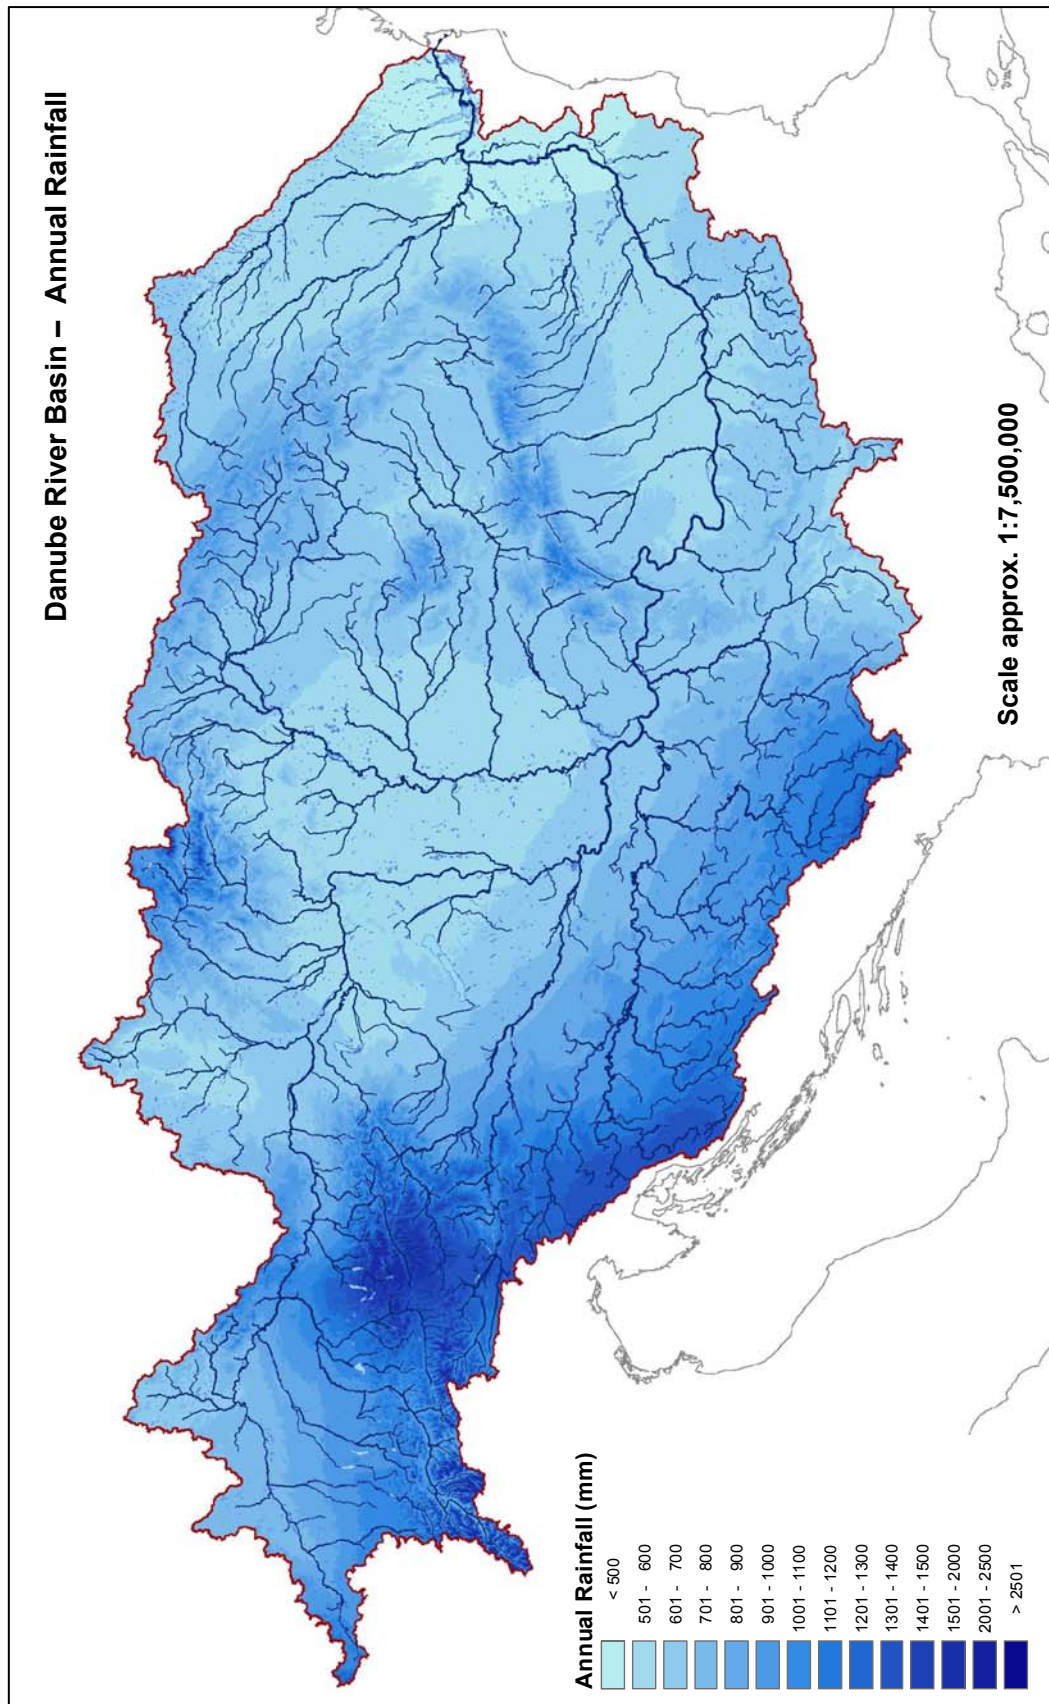 Danube River Basin – Annual Rainfall
Scale approx. 1:7,500,000
Annual Rainfall (mm)
< 500
501 - 600
601 - 700
701 - 800
801 - 900
901 - 1000
1001 - 1100
1101 - 1200
1201 - 1300
1301 - 1400
1401 - 1500
1501 - 2000
2001 - 2500
> 2501